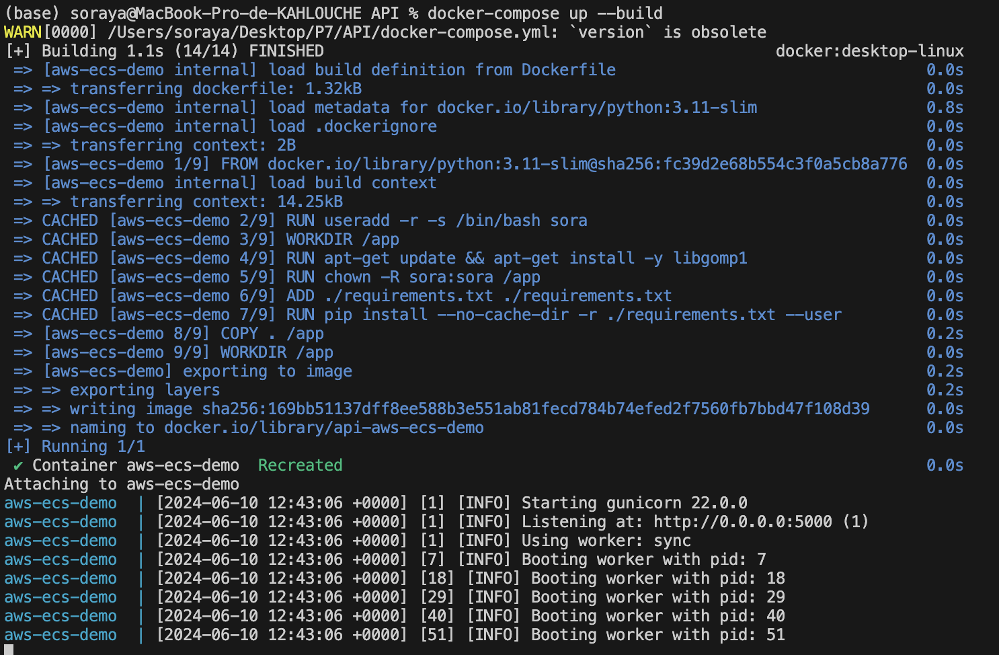 (base) soraya@MacBook-Pro-de-KAHLOUCHE API % docker-compose up --build
WARN[0000] /Users/soraya/Desktop/P7/API/docker-compose.yml: `version` is obsolete
[+] Building 1.1s (14/14) FINISHED docker:desktop-linux
=> [aws-ecs-demo internal] load build definition from Dockerfile 0.0s
=> => transferring dockerfile: 1.32kB 0.0s
=> [aws-ecs-demo internal] load metadata for docker.io/library/python:3.11-slim 0.8s
=> [aws-ecs-demo internal] load .dockerignore 0.0s
=> => transferring context: 2B 0.0s
=> [aws-ecs-demo 1/9] FROM docker.io/library/python:3.11-slim@sha256:fc39d2e68b554c3f0a5cb8a776 0.0s
=> [aws-ecs-demo internal] load build context 0.0s
=> => transferring context: 14.25kB 0.0s
=> CACHED [aws-ecs-demo 2/9] RUN useradd -r -s /bin/bash sora 0.0s
=> CACHED [aws-ecs-demo 3/9] WORKDIR /app 0.0s
=> CACHED [aws-ecs-demo 4/9] RUN apt-get update && apt-get install -y libgomp1 0.0s
=> CACHED [aws-ecs-demo 5/9] RUN chown -R sora:sora /app 0.0s
=> CACHED [aws-ecs-demo 6/9] ADD ./requirements.txt ./requirements.txt 0.0s
=> CACHED [aws-ecs-demo 7/9] RUN pip install --no-cache-dir -r ./requirements.txt --user 0.0s
=> [aws-ecs-demo 8/9] COPY . /app 0.2s
=> [aws-ecs-demo 9/9] WORKDIR /app 0.0s
=> [aws-ecs-demo] exporting to image 0.2s
=> => exporting layers 0.2s
=> => writing image sha256:169bb51137dff8ee588b3e551ab81fecd784b74efed2f7560fb7bbd47f108d39 0.0s
=> => naming to docker.io/library/api-aws-ecs-demo 0.0s
[+] Running 1/1
✔ Container aws-ecs-demo Recreated 0.0s
Attaching to aws-ecs-demo
aws-ecs-demo | [2024-06-10 12:43:06 +0000] [1] [INFO] Starting gunicorn 22.0.0
aws-ecs-demo | [2024-06-10 12:43:06 +0000] [1] [INFO] Listening at: http://0.0.0.0:5000 (1)
aws-ecs-demo | [2024-06-10 12:43:06 +0000] [1] [INFO] Using worker: sync
aws-ecs-demo | [2024-06-10 12:43:06 +0000] [7] [INFO] Booting worker with pid: 7
aws-ecs-demo | [2024-06-10 12:43:06 +0000] [18] [INFO] Booting worker with pid: 18
aws-ecs-demo | [2024-06-10 12:43:06 +0000] [29] [INFO] Booting worker with pid: 29
aws-ecs-demo | [2024-06-10 12:43:06 +0000] [40] [INFO] Booting worker with pid: 40
aws-ecs-demo | [2024-06-10 12:43:06 +0000] [51] [INFO] Booting worker with pid: 51